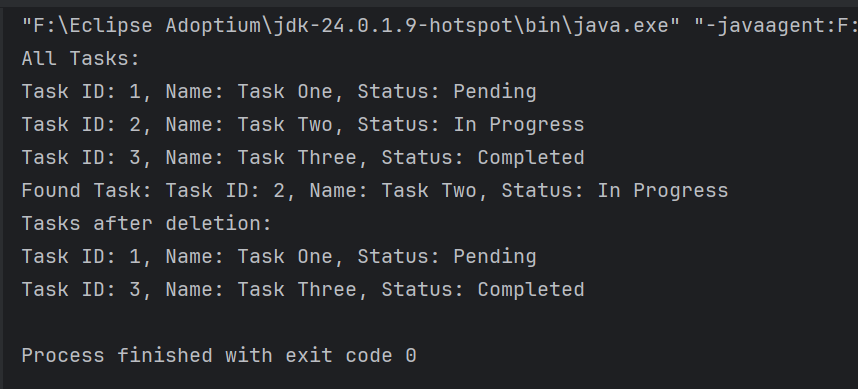 "F:\Eclipse Adoptium\jdk-24.0.1.9-hotspot\bin\java.exe" "-javaagent:F:
All Tasks:
Task ID: 1, Name: Task One, Status: Pending
Task ID: 2, Name: Task Two, Status: In Progress
Task ID: 3, Name: Task Three, Status: Completed
Found Task: Task ID: 2, Name: Task Two, Status: In Progress
Tasks after deletion:
Task ID: 1, Name: Task One, Status: Pending
Task ID: 3, Name: Task Three, Status: Completed
Process finished with exit code 0